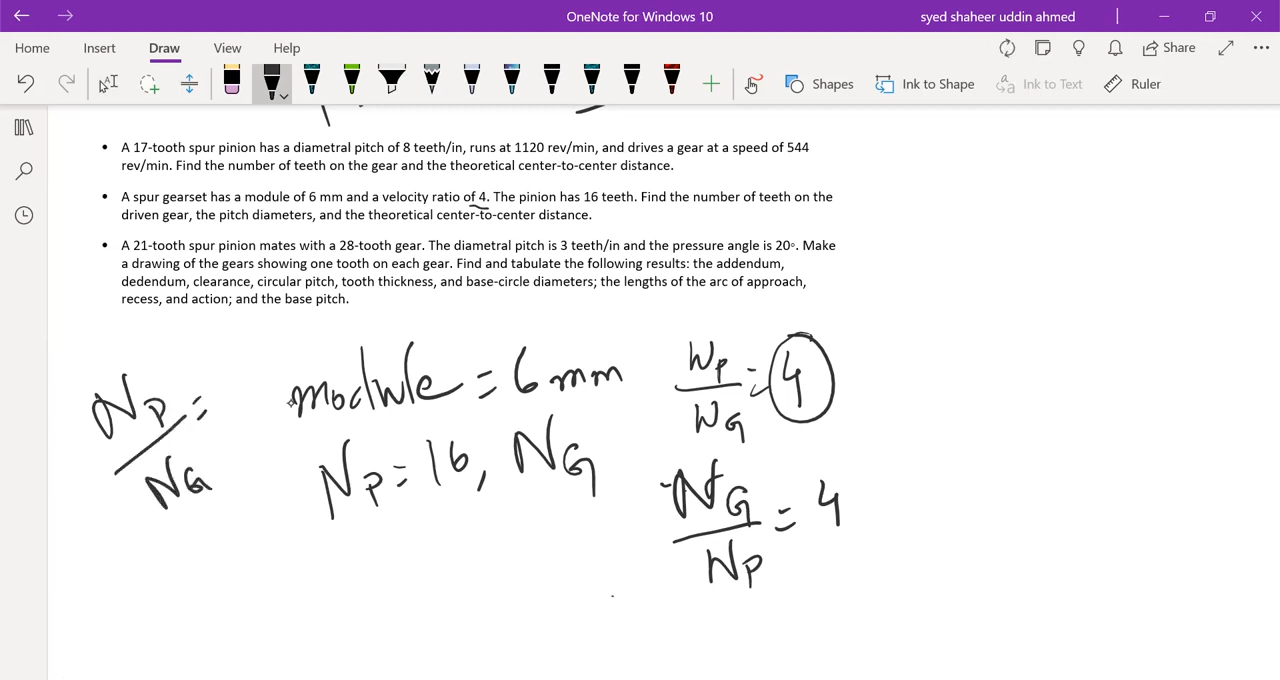 OneNote for Windows 10
syed shaheer uddin ahmed
Home Insert Draw View Help
Share
Shapes Ink to Shape Ink to Text Ruler
• A 17-tooth spur pinion has a diametral pitch of 8 teeth/in, runs at 1120 rev/min, and drives a gear at a speed of 544
rev/min. Find the number of teeth on the gear and the theoretical center-to-center distance.
• A spur gearset has a module of 6 mm and a velocity ratio of 4. The pinion has 16 teeth. Find the number of teeth on the
driven gear, the pitch diameters, and the theoretical center-to-center distance.
• A 21-tooth spur pinion mates with a 28-tooth gear. The diametral pitch is 3 teeth/in and the pressure angle is 20◦. Make
a drawing of the gears showing one tooth on each gear. Find and tabulate the following results: the addendum,
dedendum, clearance, circular pitch, tooth thickness, and base-circle diameters; the lengths of the arc of approach,
recess, and action; and the base pitch.
NP =
NG
module = 6 mm
NP = 16, NG
WP = 4
WG
NG = 4
NP